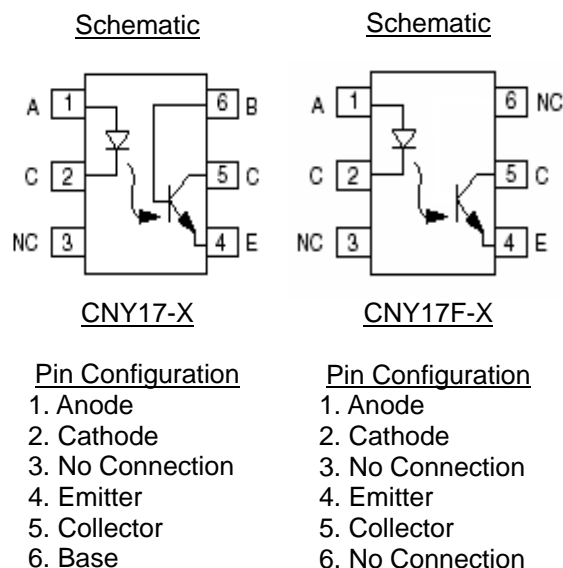 Schematic
A 1 6 B
C 2 5 C
NC 3 4 E
CNY17-X
Pin Configuration
1. Anode
2. Cathode
3. No Connection
4. Emitter
5. Collector
6. Base
Schematic
A 1 6 NC
C 2 5 C
NC 3 4 E
CNY17F-X
Pin Configuration
1. Anode
2. Cathode
3. No Connection
4. Emitter
5. Collector
6. No Connection